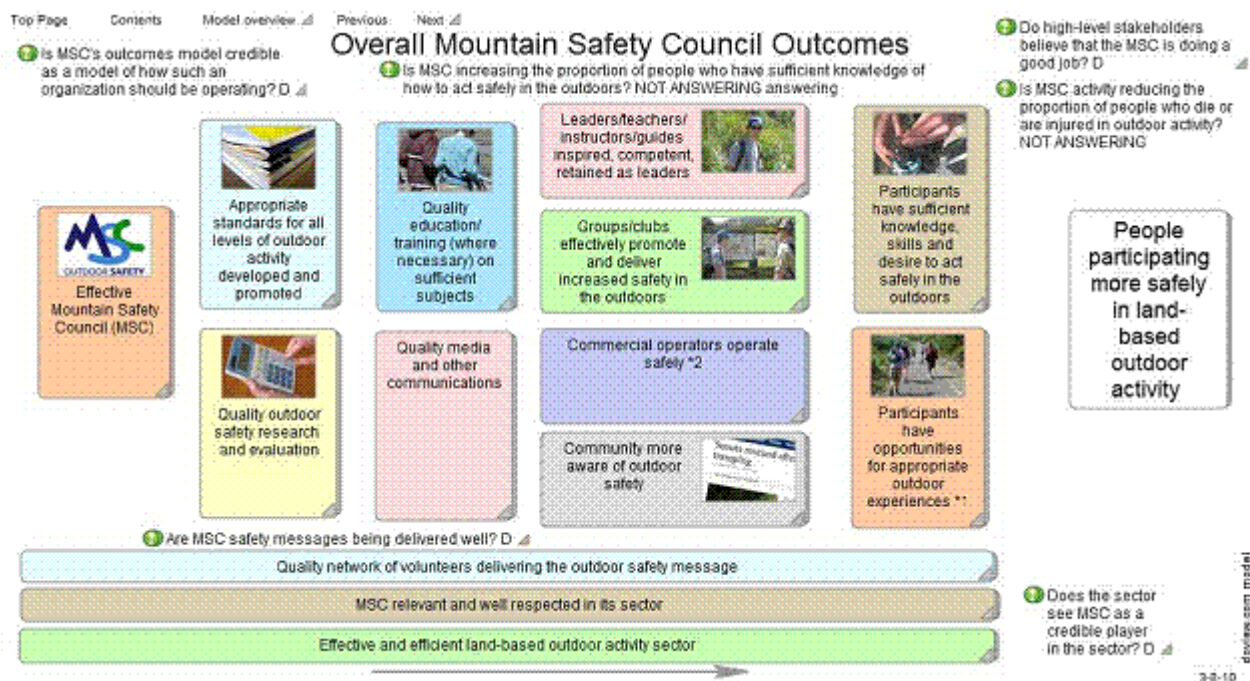 Top Page Contents Model overview Previous Next
Overall Mountain Safety Council Outcomes
Is MSC's outcomes model credible
as a model of how such an
organization should be operating? D
Is MSC increasing the proportion of people who have sufficient knowledge of
how to act safely in the outdoors? NOT ANSWERING answering
Do high-level stakeholders
believe that the MSC is doing a
good job? D
Is MSC activity reducing the
proportion of people who die or
are injured in outdoor activity?
NOT ANSWERING
MSC
OUTDOOR SAFETY
Effective
Mountain Safety
Council (MSC)
Appropriate
standards for all
levels of outdoor
activity
developed and
promoted
Quality outdoor
safety research
and evaluation
Quality
education/
training (where
necessary) on
sufficient
subjects
Quality media
and other
communications
Leaders/teachers/
instructors/guides
inspired, competent,
retained as leaders
Groups/clubs
effectively promote
and deliver
increased safety in
the outdoors
Commercial operators operate
safely *2
Community more
aware of outdoor
safety
Participants
have sufficient
knowledge,
skills and
desire to act
safely in the
outdoors
Participants
have
opportunities
for appropriate
outdoor
experiences
People
participating
more safely
in land-
based
outdoor
activity
Are MSC safety messages being delivered well? D
Quality network of volunteers delivering the outdoor safety message
MSC relevant and well respected in its sector
Effective and efficient land-based outdoor activity sector
Does the sector
see MSC as a
credible player
in the sector? D
doview.com model